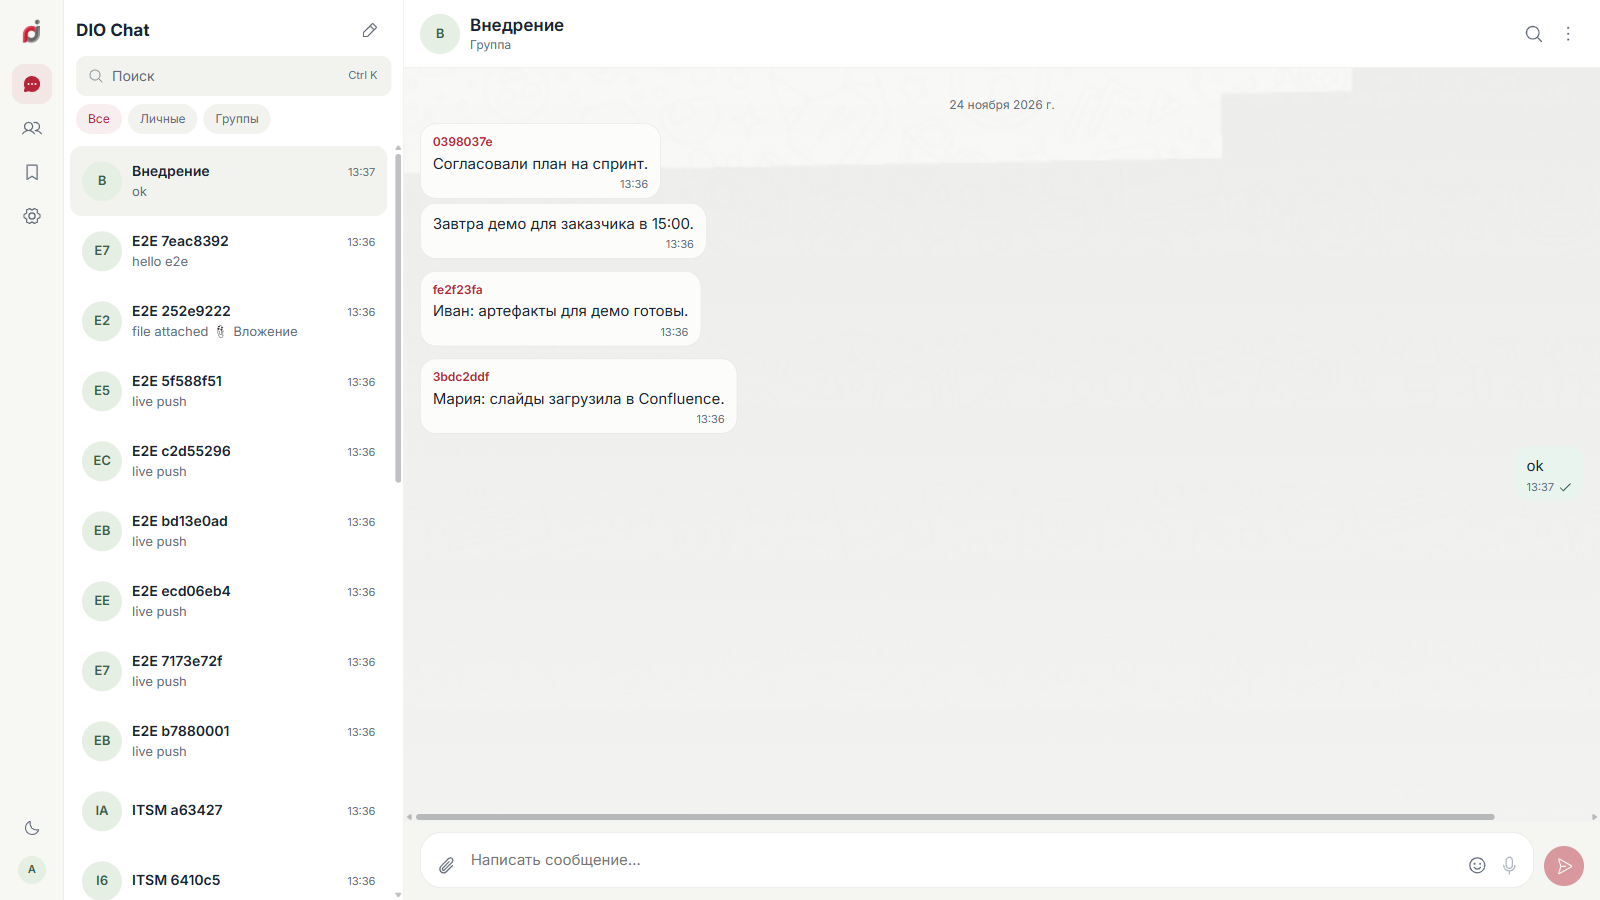 DIO Chat
Поиск
Ctrl K
Все
Личные
Группы
В
Внедрение
13:37
ok
E7
E2E 7eac8392
13:36
hello e2e
E2
E2E 252e9222
13:36
file attached Вложение
E5
E2E 5f588f51
13:36
live push
EC
E2E c2d55296
13:36
live push
EB
E2E bd13e0ad
13:36
live push
EE
E2E ecd06eb4
13:36
live push
E7
E2E 7173e72f
13:36
live push
EB
E2E b7880001
13:36
live push
IA
ITSM a63427
13:36
I6
ITSM 6410c5
13:36
A
В
Внедрение
Группа
24 ноября 2026 г.
0398037e
Согласовали план на спринт.
13:36
Завтра демо для заказчика в 15:00.
13:36
fe2f23fa
Иван: артефакты для демо готовы.
13:36
3bdc2ddf
Мария: слайды загрузила в Confluence.
13:36
ok
13:37
Написать сообщение...